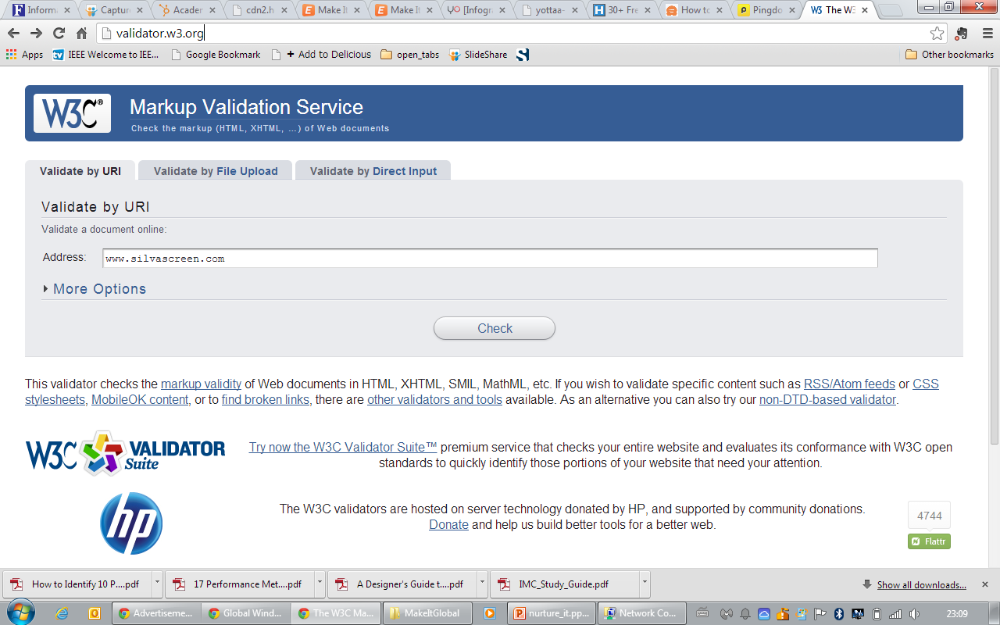 Inform
Capture
Acader
cdn2.h
Make It
Make It
[Infogra
yottaa-
30+ Fre
How to
Pingdo
W3 The W3
validator.w3.org
Apps
IEEE Welcome to IEE...
Google Bookmark
+ Add to Delicious
open_tabs
SlideShare
Other bookmarks
W3C®
Markup Validation Service
Check the markup (HTML, XHTML, …) of Web documents
Validate by URI
Validate by File Upload
Validate by Direct Input
Validate by URI
Validate a document online:
Address:
www.silvascreen.com
More Options
Check
This validator checks the markup validity of Web documents in HTML, XHTML, SMIL, MathML, etc. If you wish to validate specific content such as RSS/Atom feeds or CSS
stylesheets, MobileOK content, or to find broken links, there are other validators and tools available. As an alternative you can also try our non-DTD-based validator.
W3C VALIDATOR
Suite
Try now the W3C Validator Suite™ premium service that checks your entire website and evaluates its conformance with W3C open
standards to quickly identify those portions of your website that need your attention.
hp
The W3C validators are hosted on server technology donated by HP, and supported by community donations.
Donate and help us build better tools for a better web.
4744
Flattr
How to Identify 10 P....pdf
17 Performance Met....pdf
A Designer's Guide t....pdf
IMC_Study_Guide.pdf
Show all downloads...
Advertiseme...
Global Wind...
The W3C Ma...
MakeItGlobal
nurture_it.pp...
Network Co...
23:09